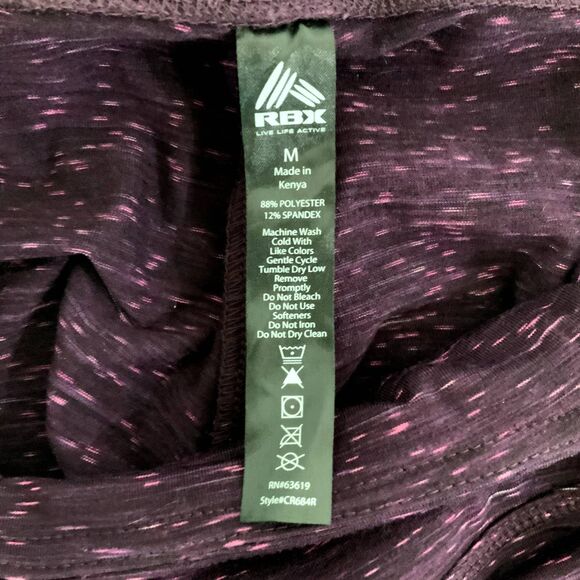 RBX
LIVE LIFE ACTIVE
M
Made in
Kenya
88% POLYESTER
12% SPANDEX
Machine Wash
Cold With
Like Colors
Gentle Cycle
Tumble Dry Low
Remove
Promptly
Do Not Bleach
Do Not Use
Softeners
Do Not Iron
Do Not Dry Clean
RN#63619
Style#CR684R